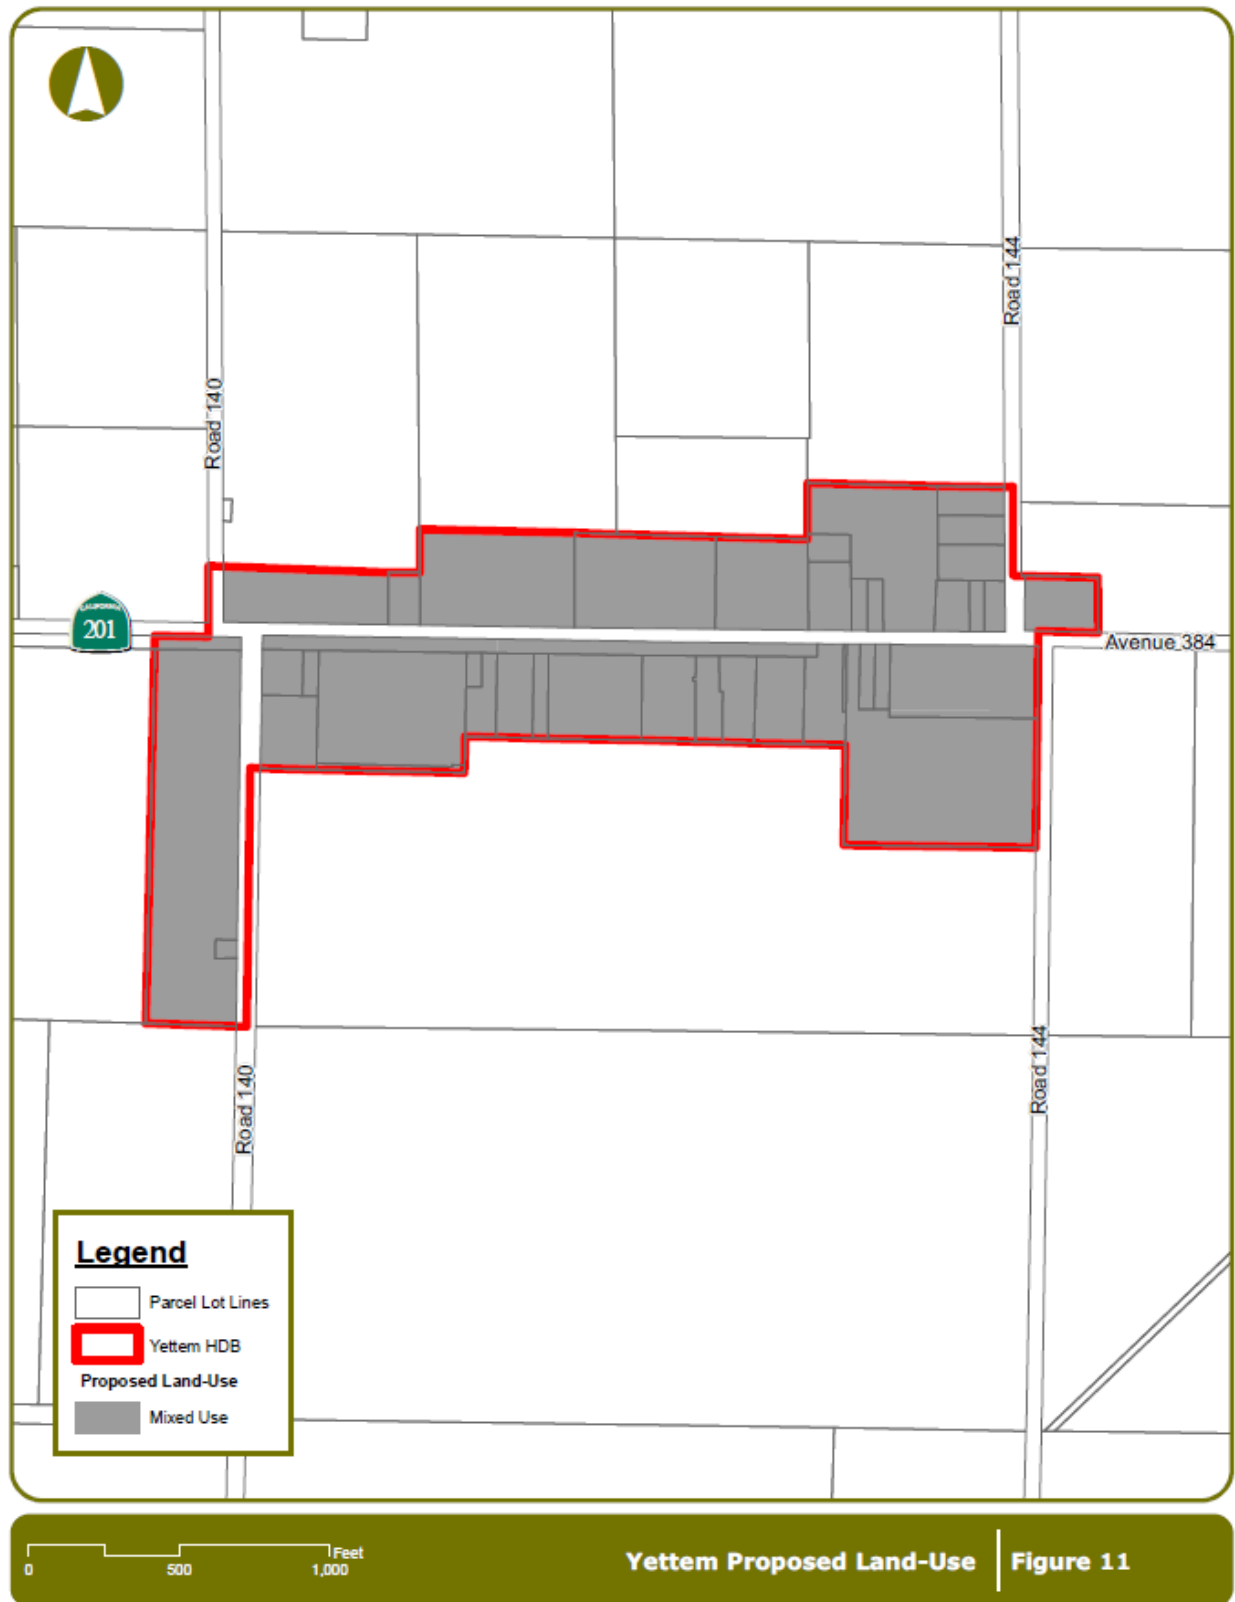 Road 144
Road 140
CALIFORNIA
201
Avenue 384
Road 144
Road 140
Legend
Parcel Lot Lines
Yettem HDB
Proposed Land-Use
Mixed Use
Feet
0 500 1,000
Yettem Proposed Land-Use Figure 11